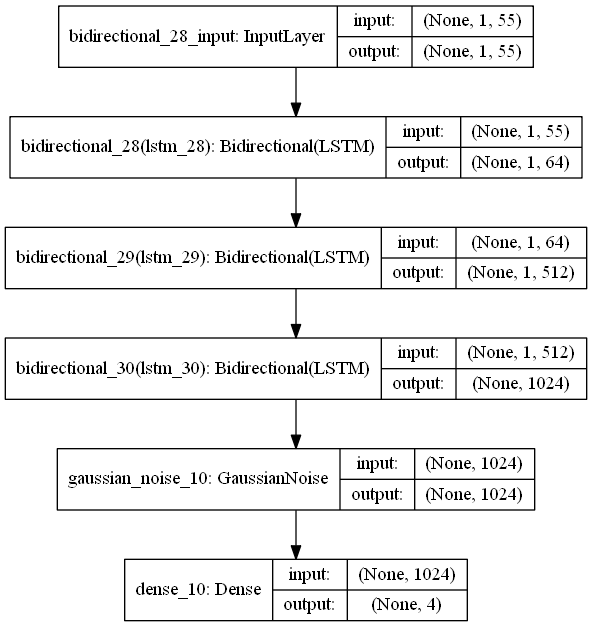 bidirectional_28_input: InputLayer
input: (None, 1, 55)
output: (None, 1, 55)
bidirectional_28(lstm_28): Bidirectional(LSTM)
input: (None, 1, 55)
output: (None, 1, 64)
bidirectional_29(lstm_29): Bidirectional(LSTM)
input: (None, 1, 64)
output: (None, 1, 512)
bidirectional_30(lstm_30): Bidirectional(LSTM)
input: (None, 1, 512)
output: (None, 1024)
gaussian_noise_10: GaussianNoise
input: (None, 1024)
output: (None, 1024)
dense_10: Dense
input: (None, 1024)
output: (None, 4)